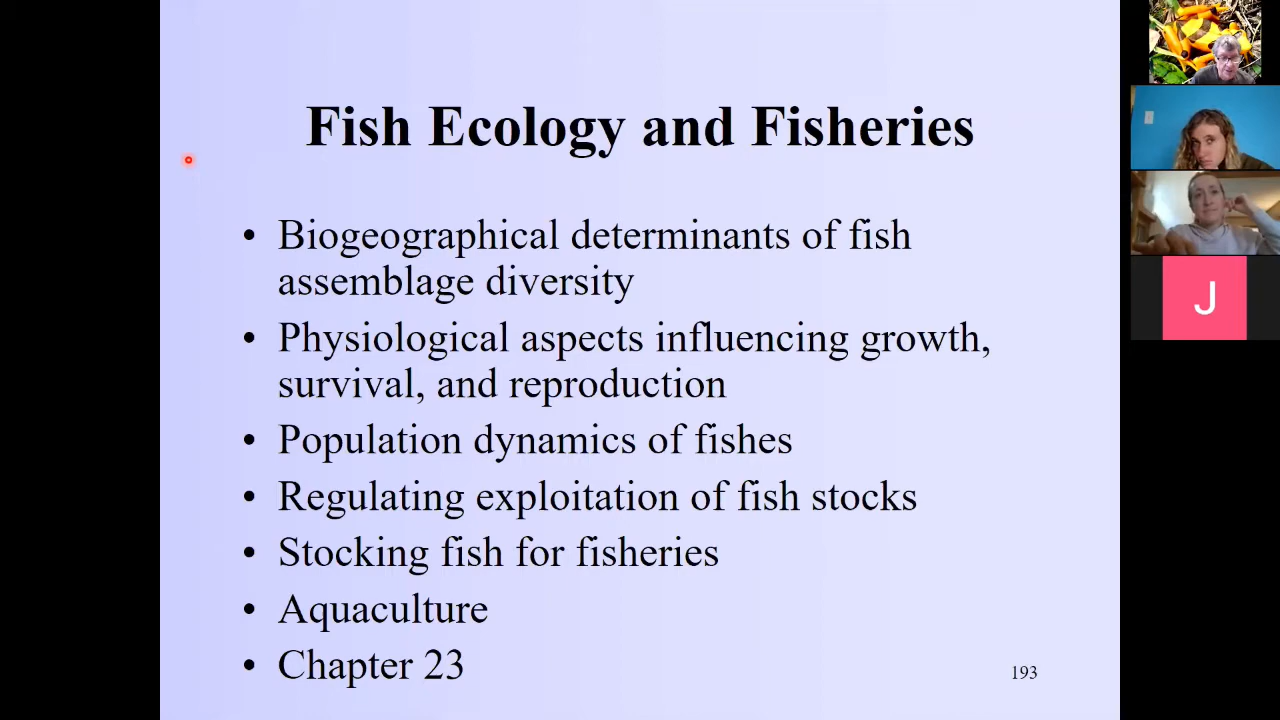 Fish Ecology and Fisheries
• Biogeographical determinants of fish
assemblage diversity
• Physiological aspects influencing growth,
survival, and reproduction
• Population dynamics of fishes
• Regulating exploitation of fish stocks
• Stocking fish for fisheries
• Aquaculture
• Chapter 23
193
J